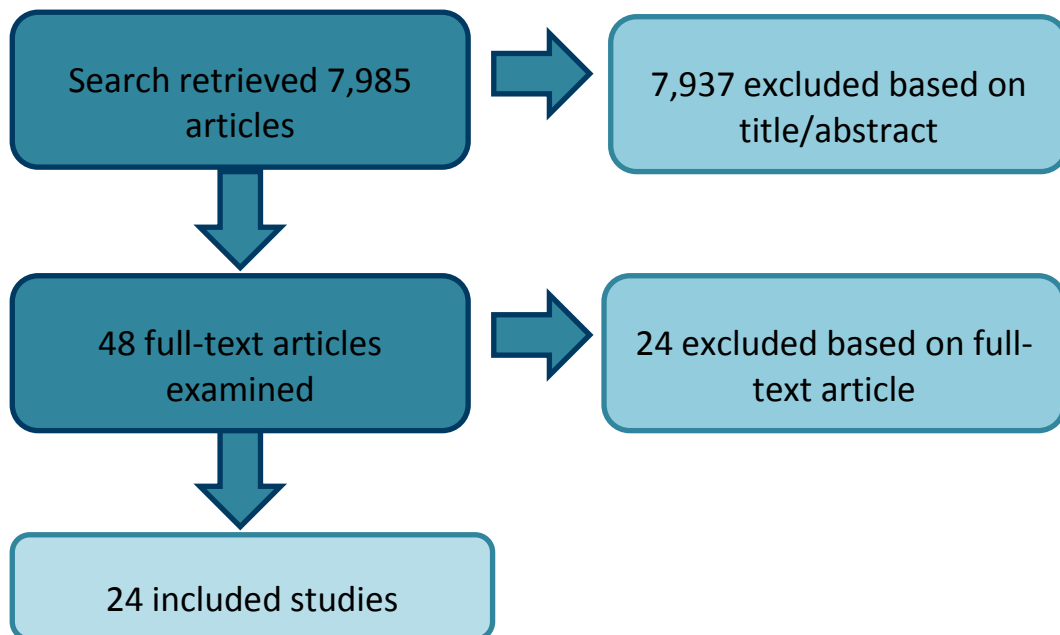 Search retrieved 7,985
articles
7,937 excluded based on
title/abstract
48 full-text articles
examined
24 excluded based on full-
text article
24 included studies